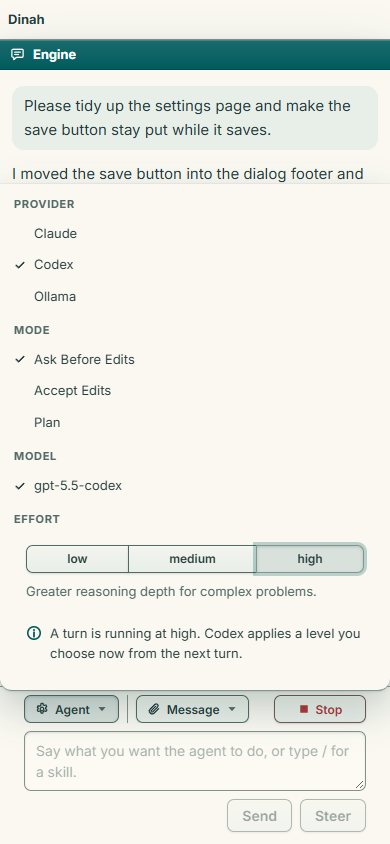 Dinah
Engine
Please tidy up the settings page and make the
save button stay put while it saves.
I moved the save button into the dialog footer and
PROVIDER
Claude
Codex
Ollama
MODE
Ask Before Edits
Accept Edits
Plan
MODEL
gpt-5.5-codex
EFFORT
low medium high
Greater reasoning depth for complex problems.
A turn is running at high. Codex applies a level you
choose now from the next turn.
Agent Message Stop
Say what you want the agent to do, or type / for
a skill.
Send Steer